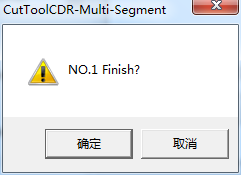 CutToolCDR-Multi-Segment
NO.1 Finish?
确定
取消